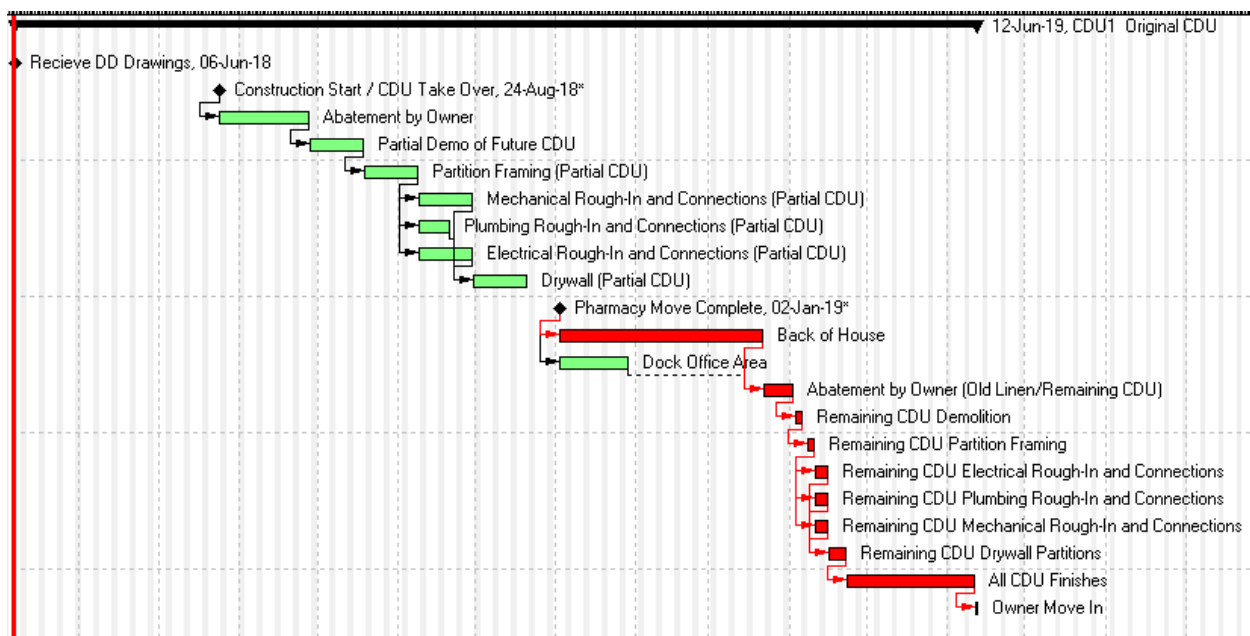 12-Jun-19, CDU1  Original CDU
Recieve DD Drawings, 06-Jun-18
Construction Start / CDU Take Over, 24-Aug-18*
Abatement by Owner
Partial Demo of Future CDU
Partition Framing (Partial CDU)
Mechanical Rough-In and Connections (Partial CDU)
Plumbing Rough-In and Connections (Partial CDU)
Electrical Rough-In and Connections (Partial CDU)
Drywall (Partial CDU)
Pharmacy Move Complete, 02-Jan-19*
Back of House
Dock Office Area
Abatement by Owner (Old Linen/Remaining CDU)
Remaining CDU Demolition
Remaining CDU Partition Framing
Remaining CDU Electrical Rough-In and Connections
Remaining CDU Plumbing Rough-In and Connections
Remaining CDU Mechanical Rough-In and Connections
Remaining CDU Drywall Partitions
All CDU Finishes
Owner Move In